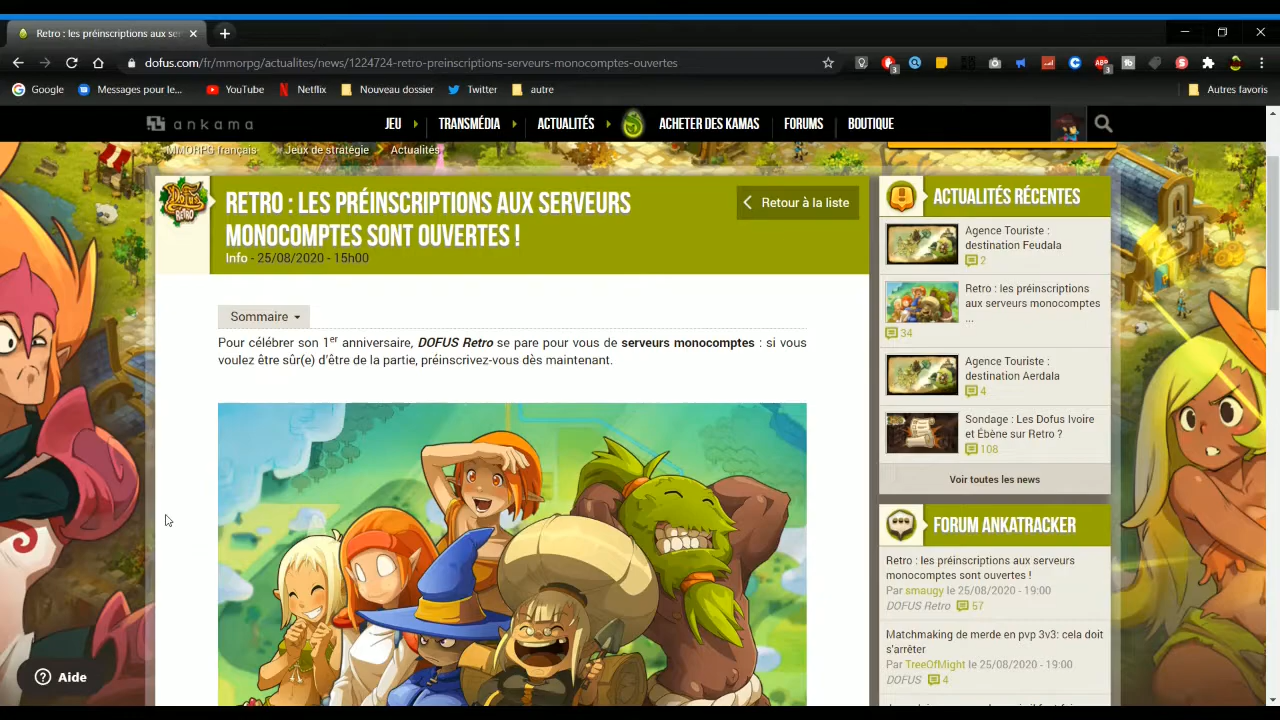 Retro : les préinscriptions aux ser
dofus.com/fr/mmorpg/actualites/news/1224724-retro-preinscriptions-serveurs-monocomptes-ouvertes
3
ABP
3
Google
Messages pour le...
YouTube
Netflix
Nouveau dossier
Twitter
autre
Autres favoris
ankama
JEU
TRANSMÉDIA
ACTUALITÉS
ACHETER DES KAMAS
FORUMS
BOUTIQUE
MMORPG français
Jeux de stratégie
Actualités
DOFUS RETRO
RETRO : LES PRÉINSCRIPTIONS AUX SERVEURS
MONOCOMPTES SONT OUVERTES !
Info - 25/08/2020 - 15h00
Retour à la liste
Sommaire
Pour célébrer son 1er anniversaire, DOFUS Retro se pare pour vous de serveurs monocomptes : si vous
voulez être sûr(e) d'être de la partie, préinscrivez-vous dès maintenant.
ACTUALITÉS RÉCENTES
Agence Touriste :
destination Feudala
2
Retro : les préinscriptions
aux serveurs monocomptes
...
34
Agence Touriste :
destination Aerdala
4
Sondage : Les Dofus Ivoire
et Ébène sur Retro ?
108
Voir toutes les news
FORUM ANKATRACKER
Retro : les préinscriptions aux serveurs
monocomptes sont ouvertes !
Par smaugy le 25/08/2020 - 19:00
DOFUS Retro 57
Matchmaking de merde en pvp 3v3: cela doit
s'arrêter
Par TreeOfMight le 25/08/2020 - 19:00
DOFUS 4
Aide